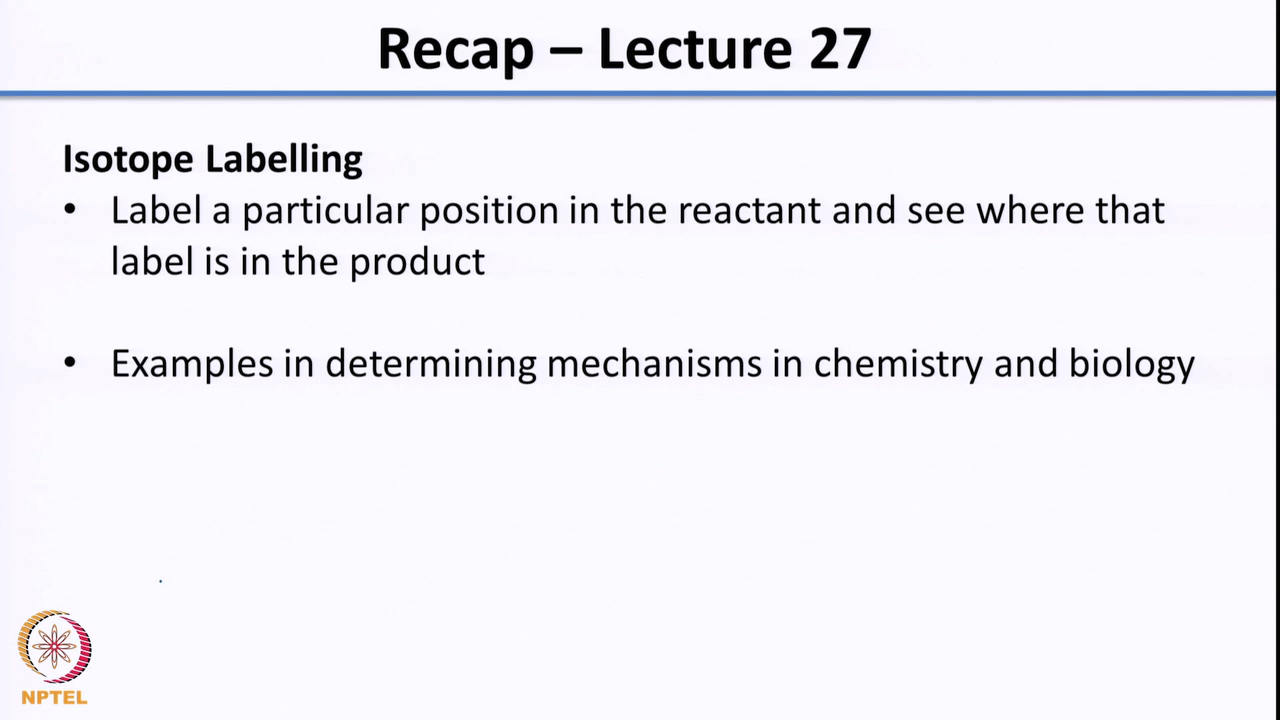 Recap – Lecture 27
Isotope Labelling
• Label a particular position in the reactant and see where that
label is in the product
• Examples in determining mechanisms in chemistry and biology
NPTEL